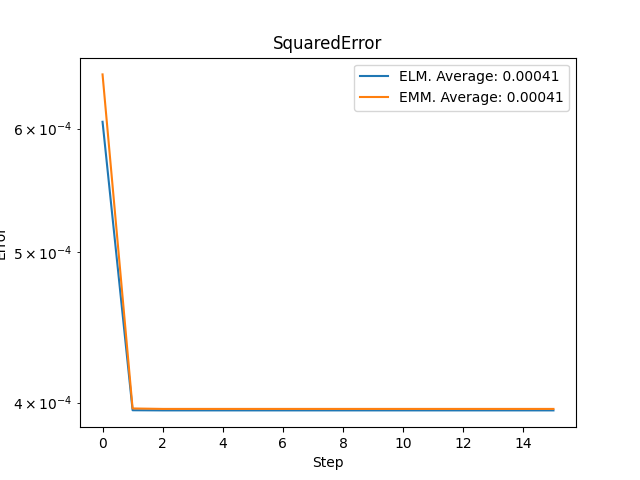 SquaredError
ELM. Average: 0.00041
EMM. Average: 0.00041
6 × 10⁻⁴
5 × 10⁻⁴
4 × 10⁻⁴
0 2 4 6 8 10 12 14
Step